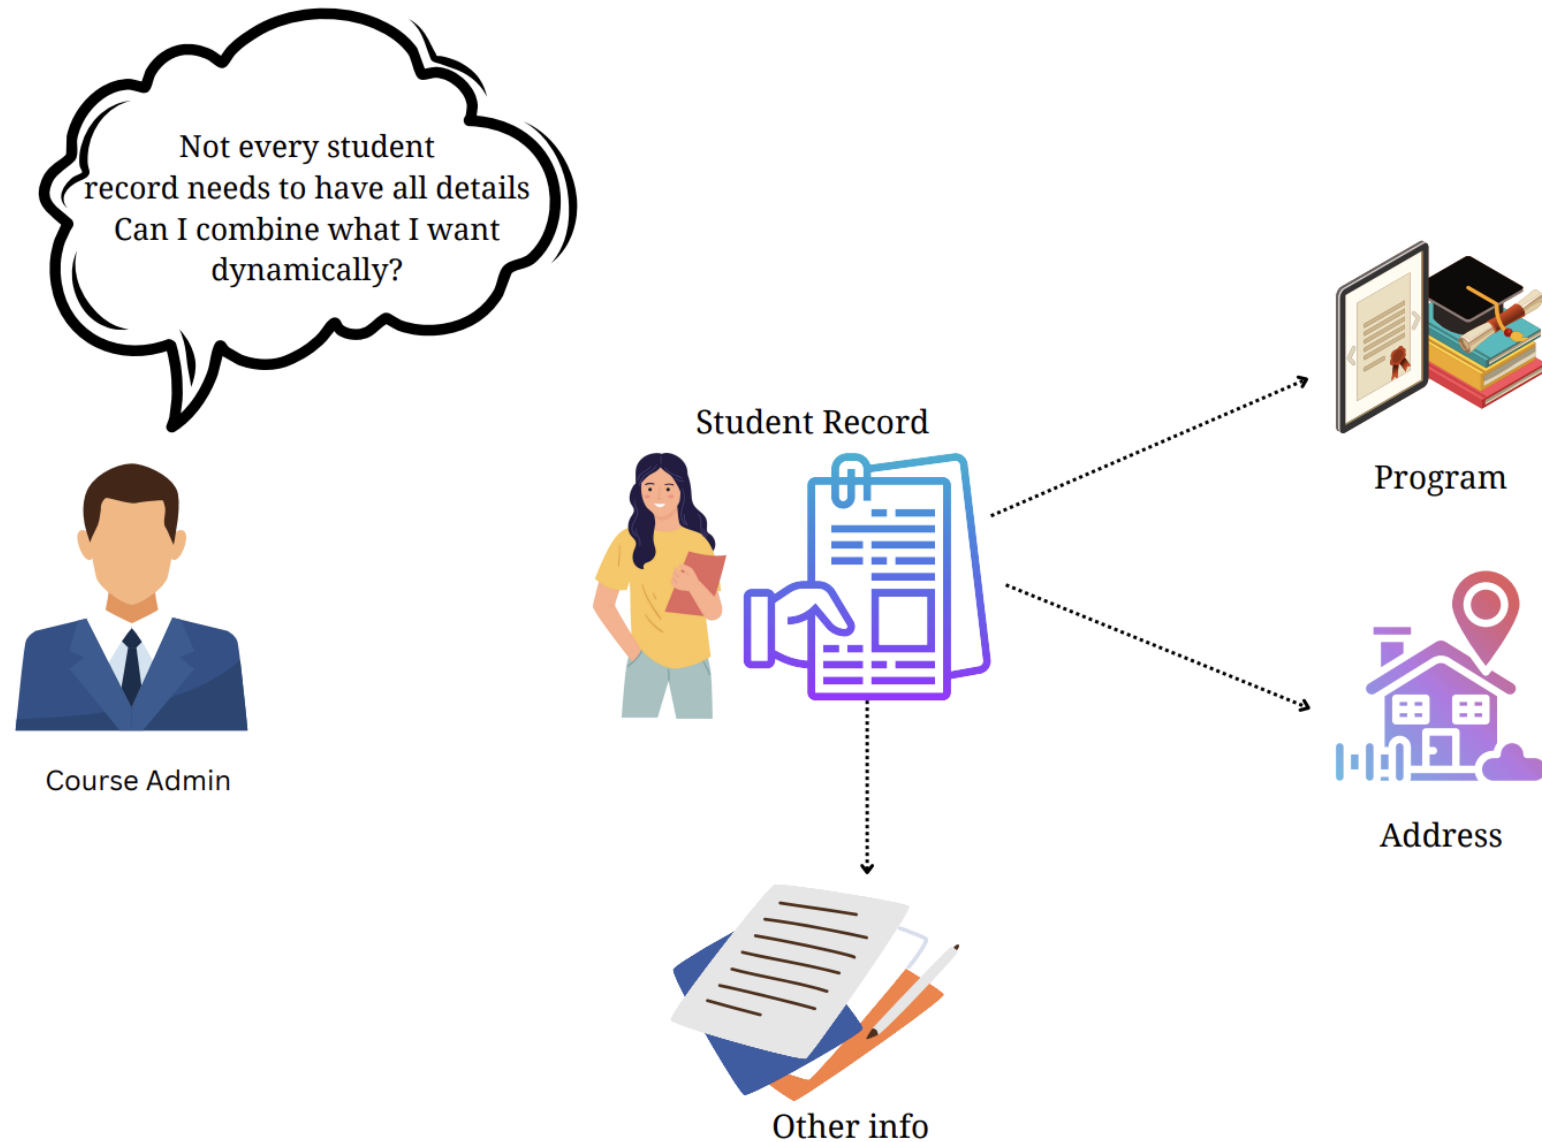 Not every student
record needs to have all details
Can I combine what I want
dynamically?
Student Record
Program
Course Admin
Address
Other info